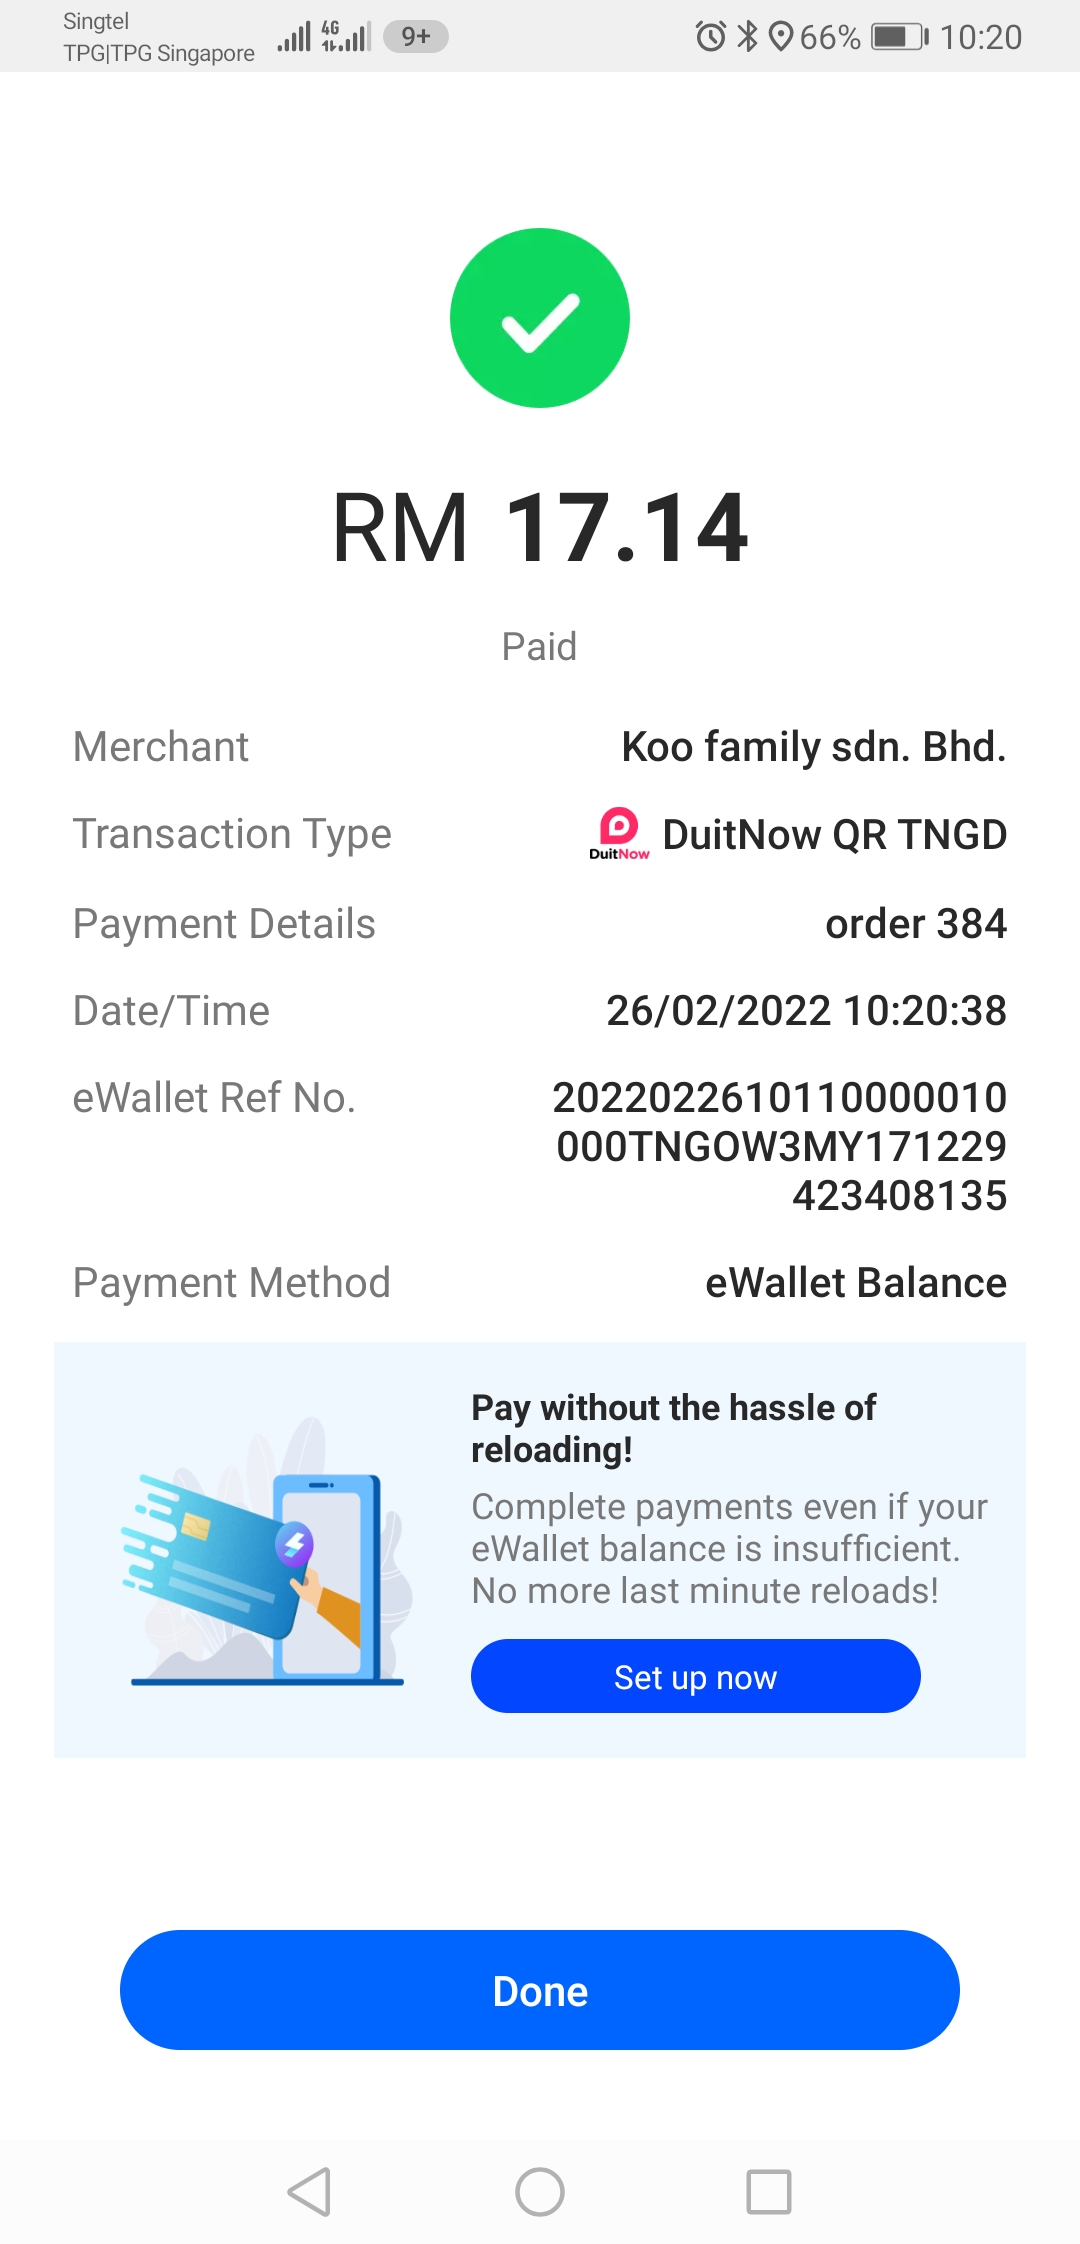 Singtel
TPG|TPG Singapore
4G
9+
66%
10:20
RM 17.14
Paid
Merchant Koo family sdn. Bhd.
Transaction Type DuitNow DuitNow QR TNGD
Payment Details order 384
Date/Time 26/02/2022 10:20:38
eWallet Ref No. 2022022610110000010
000TNGOW3MY171229
423408135
Payment Method eWallet Balance
Pay without the hassle of
reloading!
Complete payments even if your
eWallet balance is insufficient.
No more last minute reloads!
Set up now
Done